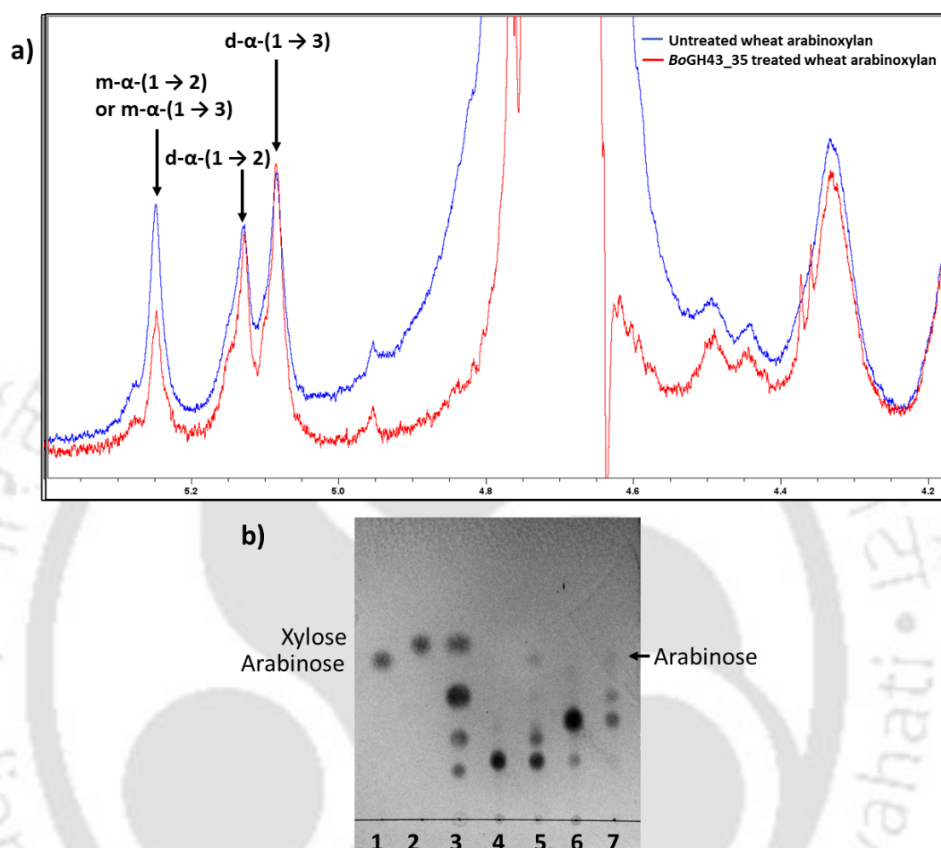 a)
Untreated wheat arabinoxylan
BoGH43_35 treated wheat arabinoxylan
d-α-(1 → 3)
m-α-(1 → 2)
or m-α-(1 → 3)
d-α-(1 → 2)
5.2 5.0 4.8 4.6 4.4 4.2
b)
Xylose
Arabinose
Arabinose
1 2 3 4 5 6 7
ahati • 12